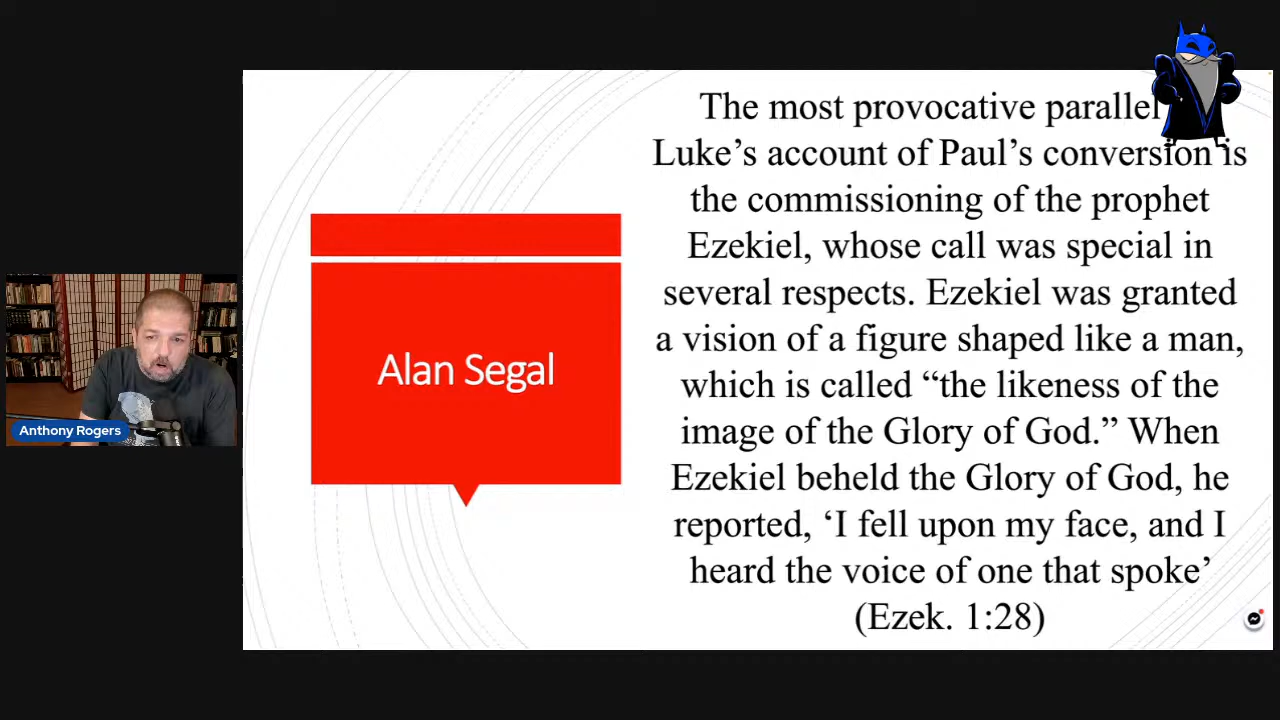 The most provocative parallel
Luke’s account of Paul’s conversion is
the commissioning of the prophet
Ezekiel, whose call was special in
several respects. Ezekiel was granted
a vision of a figure shaped like a man,
which is called “the likeness of the
image of the Glory of God.” When
Ezekiel beheld the Glory of God, he
reported, ‘I fell upon my face, and I
heard the voice of one that spoke’
(Ezek. 1:28)
Alan Segal
Anthony Rogers